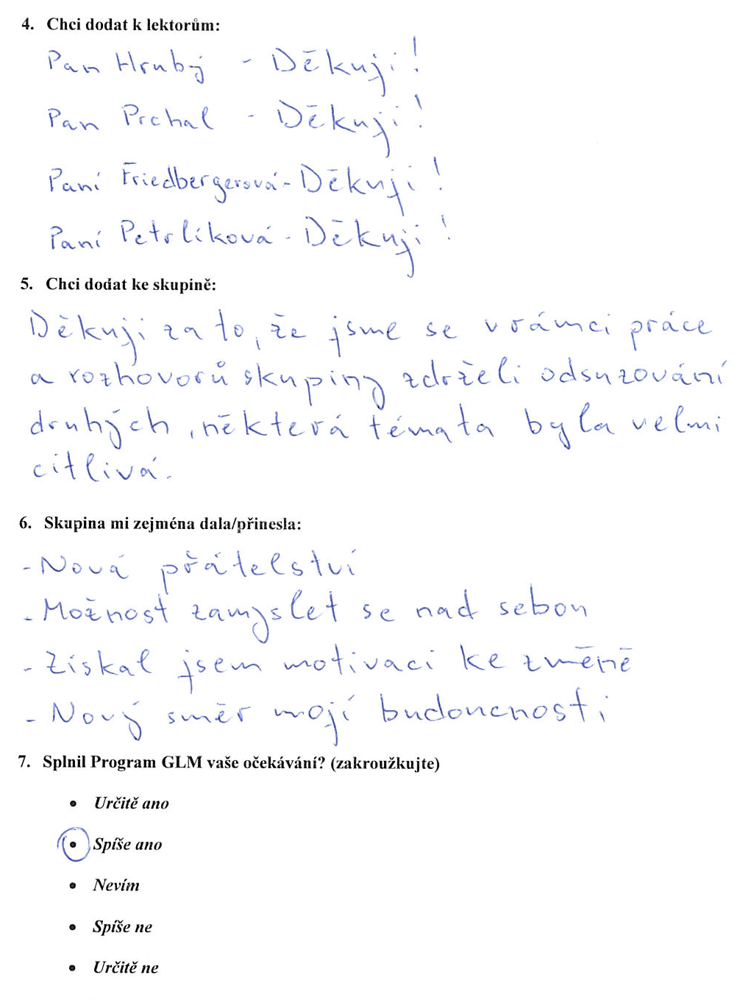 4. Chci dodat k lektorům:
Pan Hrubý - Děkuji!
Pan Prchal - Děkuji!
Paní Friedbergerová - Děkuji!
Paní Petrlíková - Děkuji!
5. Chci dodat ke skupině:
Děkuji za to, že jsme se v rámci práce
a rozhovorů skupiny zdrželi odsuzování
druhých, některá témata byla velmi
citlivá.
6. Skupina mi zejména dala/přinesla:
- Nová přátelství
- Možnost zamyslet se nad sebou
- Získal jsem motivaci ke změně
- Nový směr mojí budoucnosti
7. Splnil Program GLM vaše očekávání? (zakroužkujte)
• Určitě ano
• Spíše ano
• Nevím
• Spíše ne
• Určitě ne